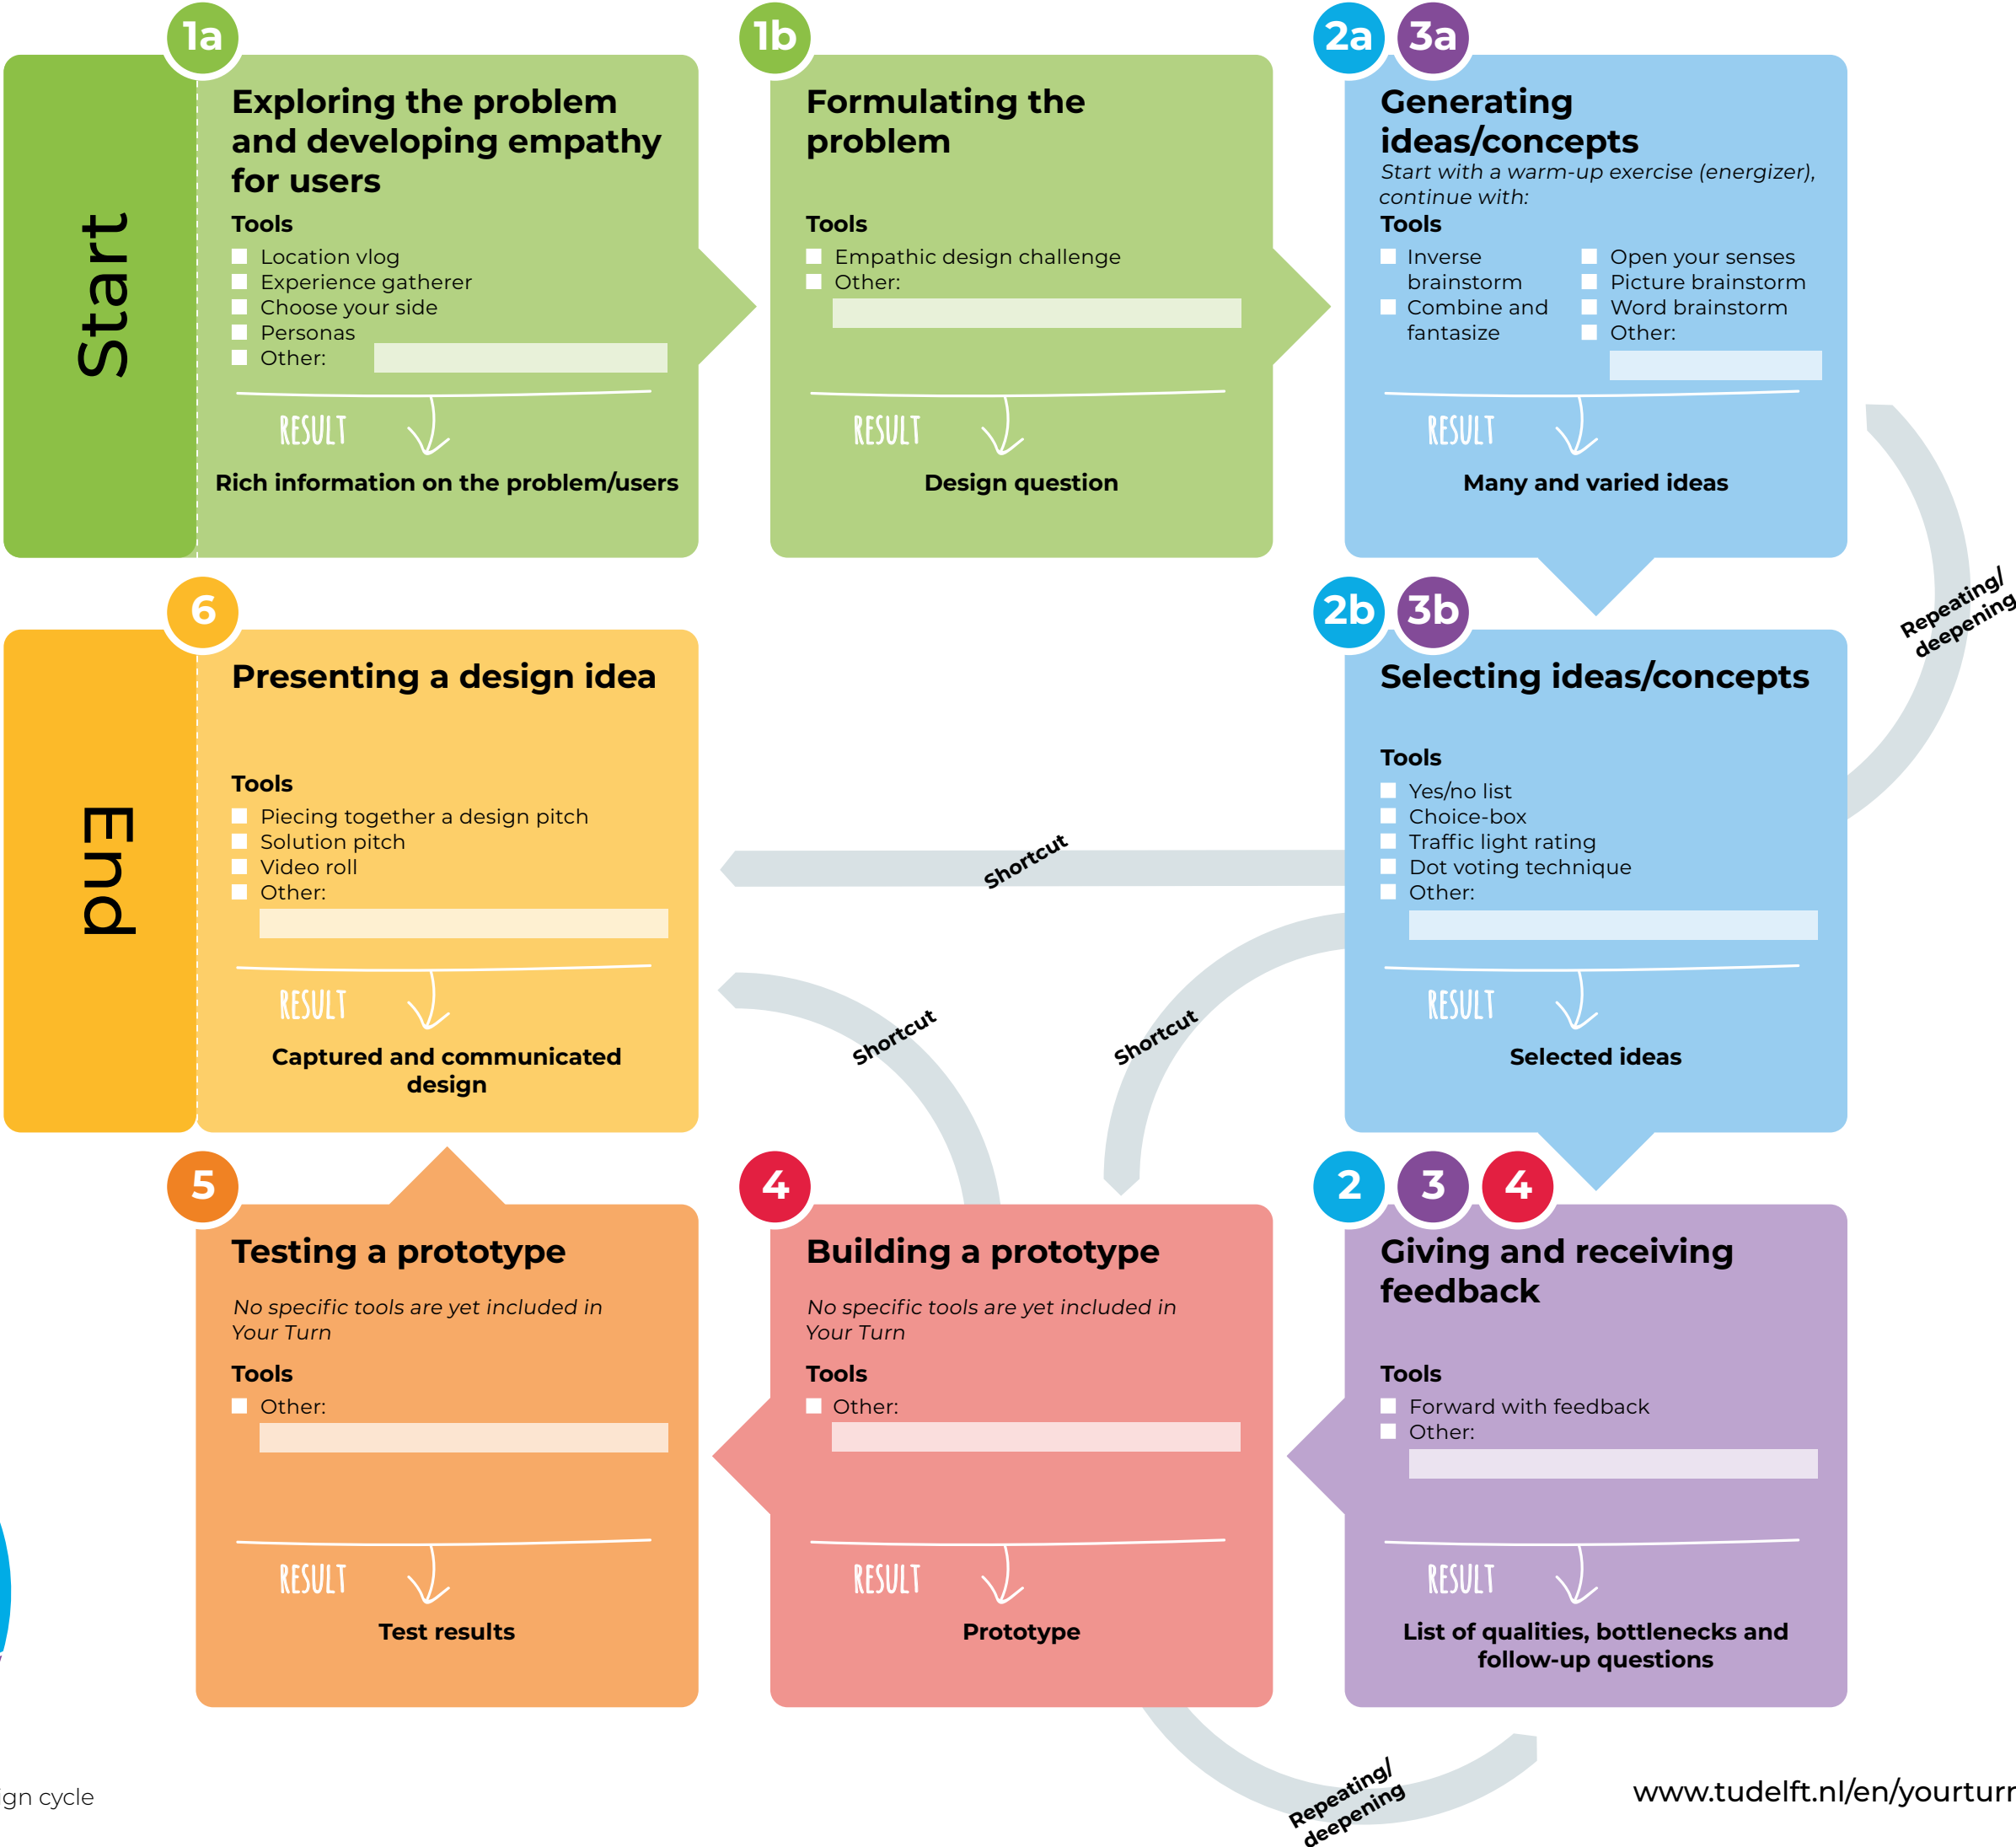 Start
1a
Exploring the problem
and developing empathy
for users
Tools
Location vlog
Experience gatherer
Choose your side
Personas
Other:
RESULT
Rich information on the problem/users
1b
Formulating the
problem
Tools
Empathic design challenge
Other:
RESULT
Design question
2a 3a
Generating
ideas/concepts
Start with a warm-up exercise (energizer),
continue with:
Tools
Inverse
brainstorm
Combine and
fantasize
Open your senses
Picture brainstorm
Word brainstorm
Other:
RESULT
Many and varied ideas
Repeating/
deepening
2b 3b
Selecting ideas/concepts
Tools
Yes/no list
Choice-box
Traffic light rating
Dot voting technique
Other:
RESULT
Selected ideas
Shortcut
Shortcut
Shortcut
End
6
Presenting a design idea
Tools
Piecing together a design pitch
Solution pitch
Video roll
Other:
RESULT
Captured and communicated
design
5
Testing a prototype
No specific tools are yet included in
Your Turn
Tools
Other:
RESULT
Test results
4
Building a prototype
No specific tools are yet included in
Your Turn
Tools
Other:
RESULT
Prototype
2 3 4
Giving and receiving
feedback
Tools
Forward with feedback
Other:
RESULT
List of qualities, bottlenecks and
follow-up questions
Repeating/
deepening
ign cycle
www.tudelft.nl/en/yourturn